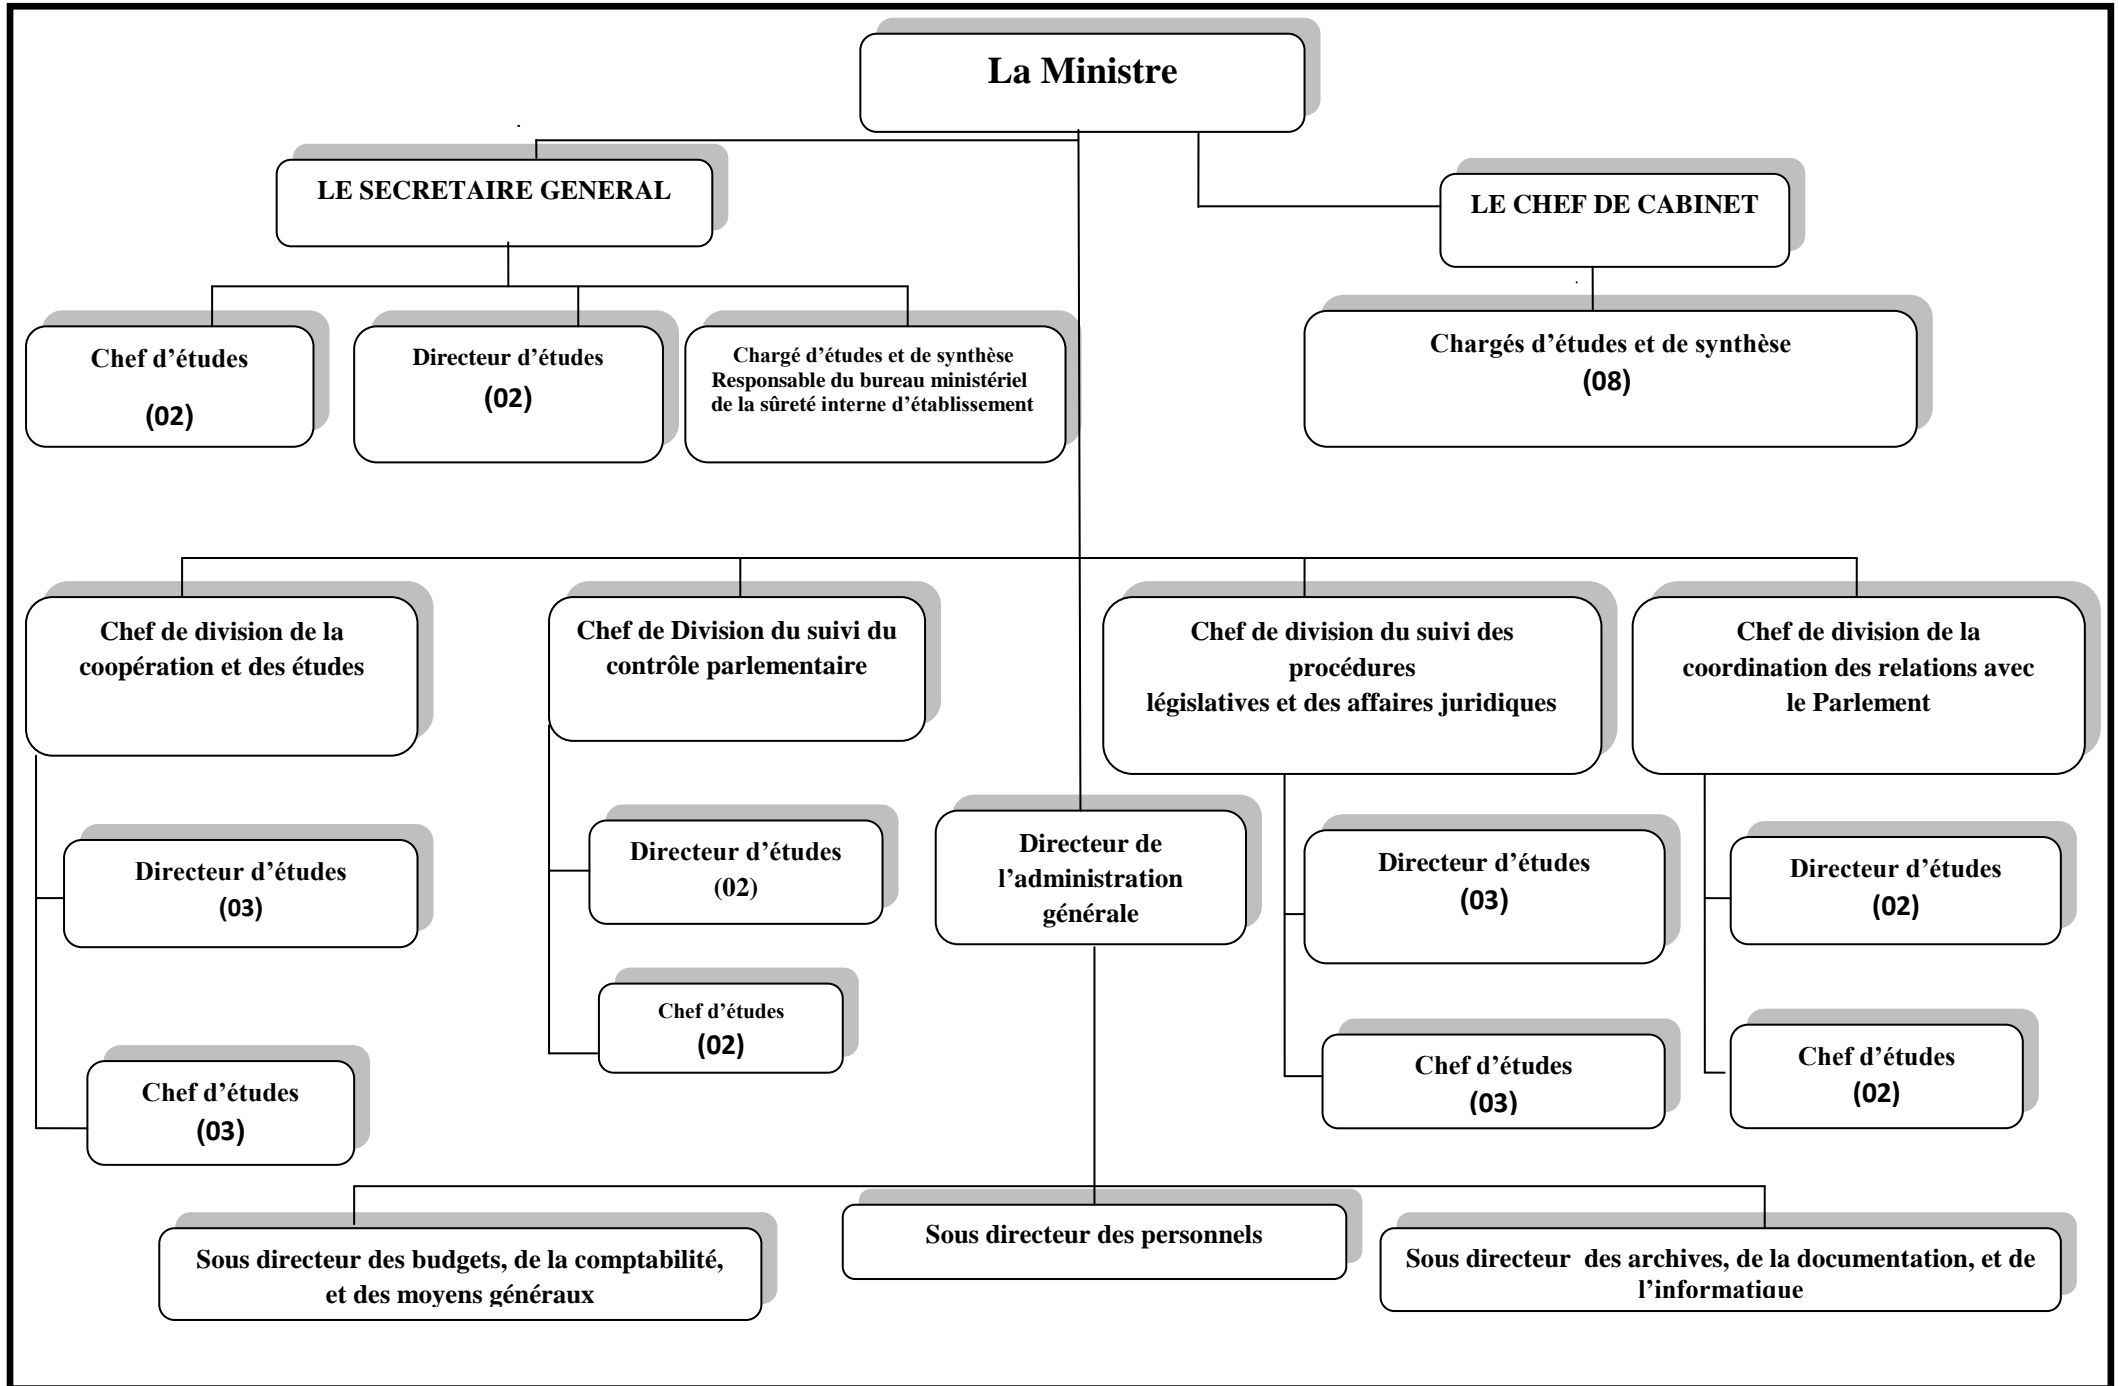 La Ministre
LE SECRETAIRE GENERAL
LE CHEF DE CABINET
Chef d’études
(02)
Directeur d’études
(02)
Chargé d’études et de synthèse
Responsable du bureau ministériel
de la sûreté interne d’établissement
Chargés d’études et de synthèse
(08)
Chef de division de la
coopération et des études
Chef de Division du suivi du
contrôle parlementaire
Chef de division du suivi des
procédures
législatives et des affaires juridiques
Chef de division de la
coordination des relations avec
le Parlement
Directeur d’études
(03)
Directeur d’études
(02)
Directeur de
l’administration
générale
Directeur d’études
(03)
Directeur d’études
(02)
Chef d’études
(03)
Chef d’études
(02)
Chef d’études
(03)
Chef d’études
(02)
Sous directeur des budgets, de la comptabilité,
et des moyens généraux
Sous directeur des personnels
Sous directeur  des archives, de la documentation, et de
l’informatique